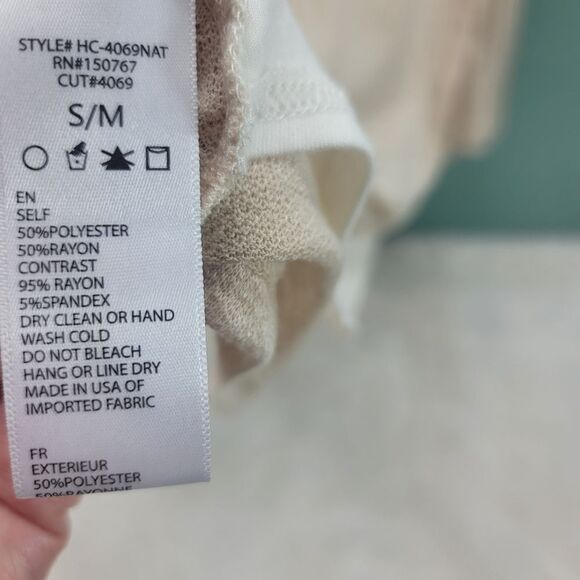 STYLE# HC-4069NAT
RN#150767
CUT#4069
S/M
EN
SELF
50%POLYESTER
50%RAYON
CONTRAST
95% RAYON
5%SPANDEX
DRY CLEAN OR HAND
WASH COLD
DO NOT BLEACH
HANG OR LINE DRY
MADE IN USA OF
IMPORTED FABRIC
FR
EXTERIEUR
50%POLYESTER
50%RAYONNE